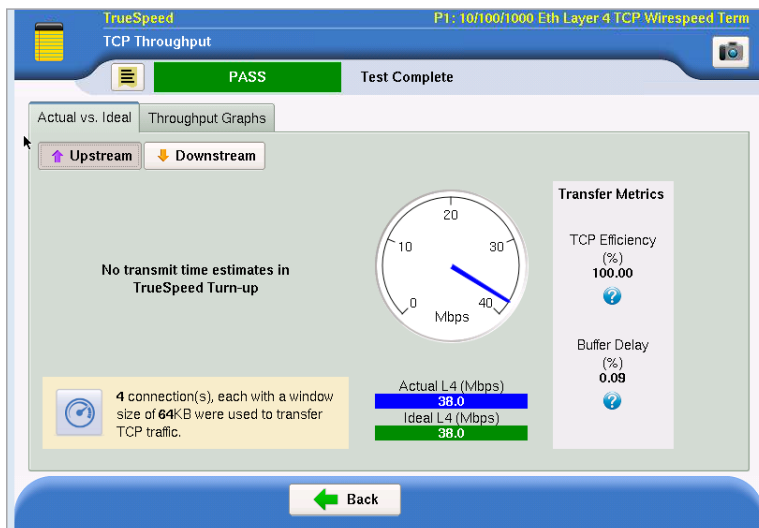 TrueSpeed
P1: 10/100/1000 Eth Layer 4 TCP Wirespeed Term
TCP Throughput
PASS
Test Complete
Actual vs. Ideal
Throughput Graphs
Upstream
Downstream
No transmit time estimates in
TrueSpeed Turn-up
0
10
20
30
40
Mbps
Transfer Metrics
TCP Efficiency
(%)
100.00
?
Buffer Delay
(%)
0.09
?
4 connection(s), each with a window
size of 64KB were used to transfer
TCP traffic.
Actual L4 (Mbps)
38.0
Ideal L4 (Mbps)
38.0
Back